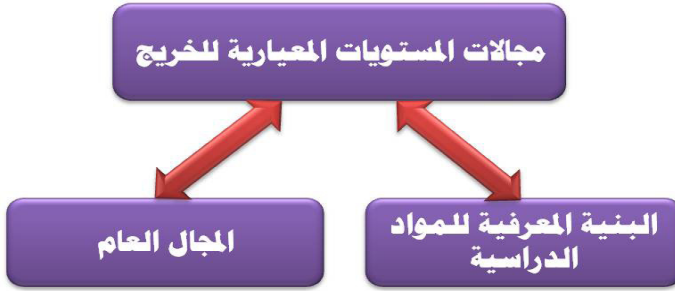 مجالات المستويات المعيارية للخريج
البنية المعرفية للمواد
الدراسية
المجال العام